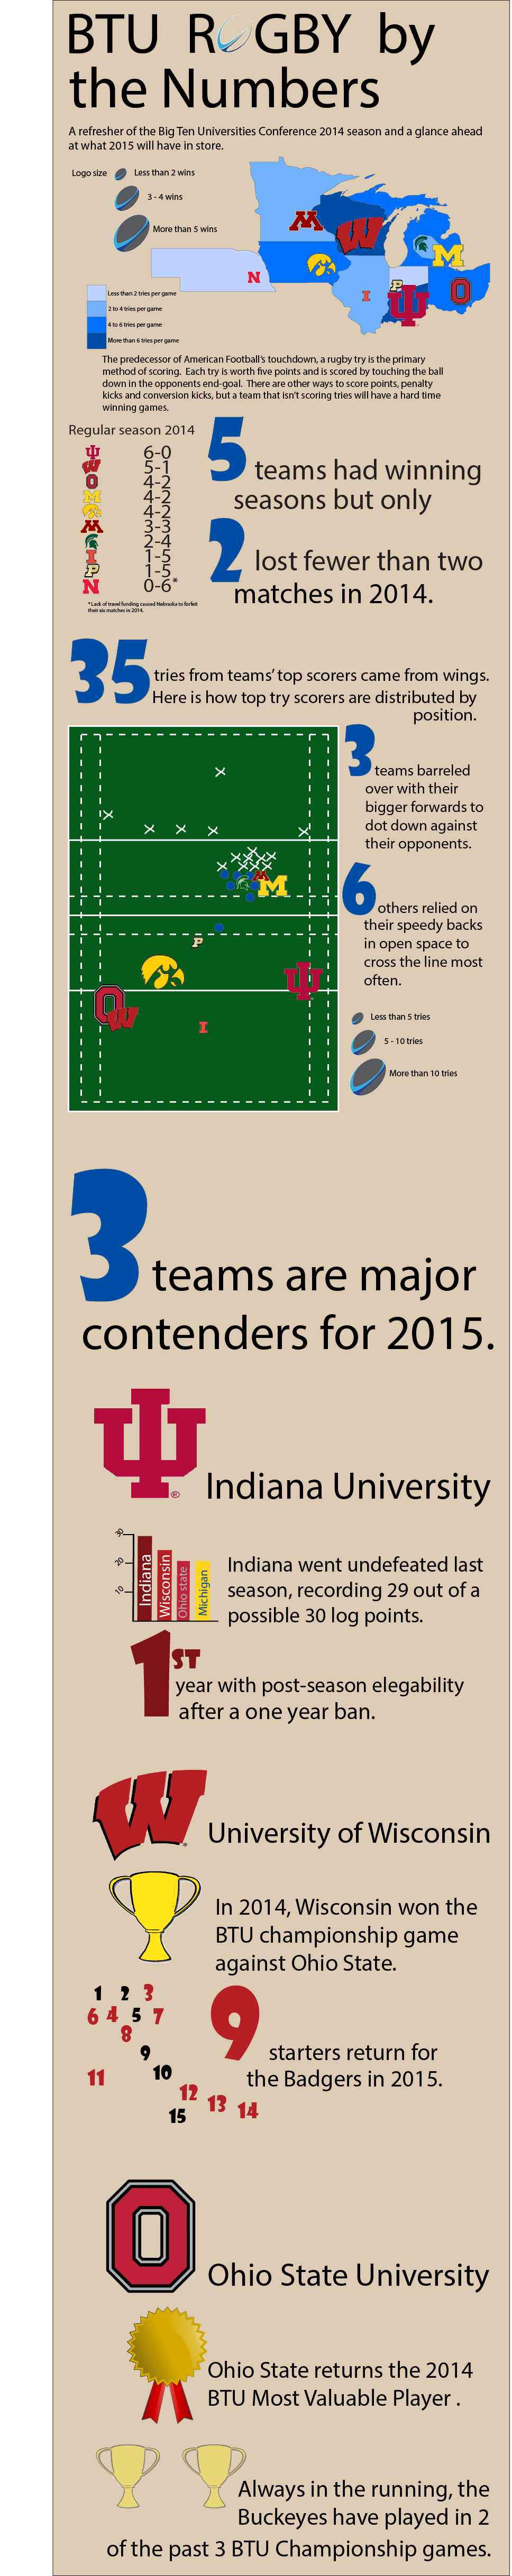 BTU RUGBY by
the Numbers
A refresher of the Big Ten Universities Conference 2014 season and a glance ahead
at what 2015 will have in store.
Logo size
Less than 2 wins
3 - 4 wins
More than 5 wins
M
W
M
N
I
P
O
Less than 2 tries per game
2 to 4 tries per game
4 to 6 tries per game
More than 6 tries per game
The predecessor of American Football's touchdown, a rugby try is the primary
method of scoring. Each try is worth five points and is scored by touching the ball
down in the opponents end-goal. There are other ways to score points, penalty
kicks and conversion kicks, but a team that isn't scoring tries will have a hard time
winning games.
Regular season 2014
6-0
W 5-1
O 4-2
M 4-2
4-2
M 3-3
2-4
I 1-5
P 1-5
N 0-6*
* Lack of travel funding caused Nebraska to forfeit
their six matches in 2014.
5 teams had winning
seasons but only
2 lost fewer than two
matches in 2014.
35 tries from teams' top scorers came from wings.
Here is how top try scorers are distributed by
position.
3 teams barreled
over with their
bigger forwards to
dot down against
their opponents.
6 others relied on
their speedy backs
in open space to
cross the line most
often.
Less than 5 tries
5 - 10 tries
More than 10 tries
M
M
P
O
W
I
3 teams are major
contenders for 2015.
®
Indiana University
30
20
10
Indiana
Wisconsin
Ohio state
Michigan
Indiana went undefeated last
season, recording 29 out of a
possible 30 log points.
1ST
year with post-season elegability
after a one year ban.
W
University of Wisconsin
In 2014, Wisconsin won the
BTU championship game
against Ohio State.
1 2 3
6 4 5 7
8
9
10
11
12
13
14
15
9 starters return for
the Badgers in 2015.
O
Ohio State University
Ohio State returns the 2014
BTU Most Valuable Player .
Always in the running, the
Buckeyes have played in 2
of the past 3 BTU Championship games.